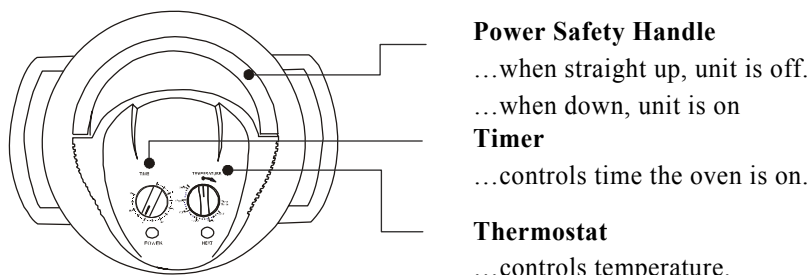 Power Safety Handle
…when straight up, unit is off.
…when down, unit is on
Timer
…controls time the oven is on.
Thermostat
…controls temperature.
TIME
TEMPERATURE
POWER
HEAT